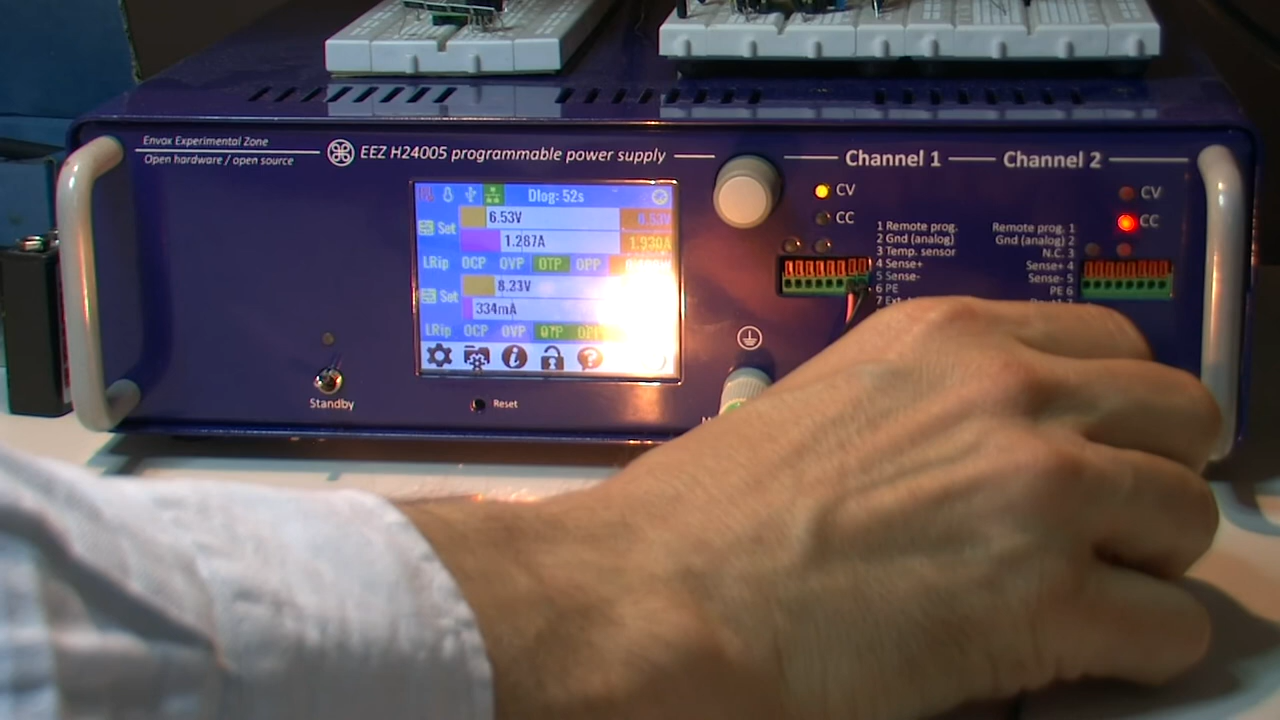 Envox Experimental Zone
Open hardware / open source
EEZ H24005 programmable power supply
Channel 1
Channel 2
CV
CC
CV
CC
1 Remote prog.
2 Gnd (analog)
3 Temp. sensor
4 Sense+
5 Sense-
6 PE
Remote prog. 1
Gnd (analog) 2
N.C. 3
Sense+ 4
Sense- 5
PE 6
Dlog: 52s
6.53V
Set
1.287A
1.930A
LRip OCP OVP OTP OPP
8.23V
Set
334mA
LRip OCP OVP OTP
Standby
Reset